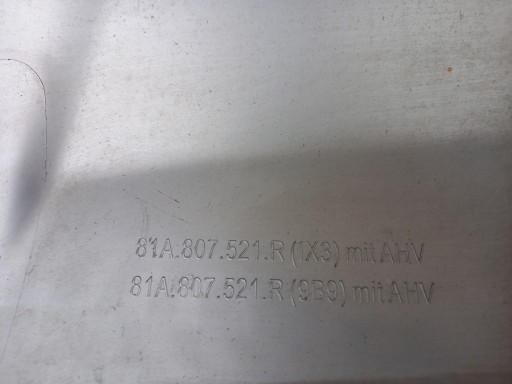 81A.807.521.R (1X3) mit AHV
81A.807.521.R (9B9) mit AHV